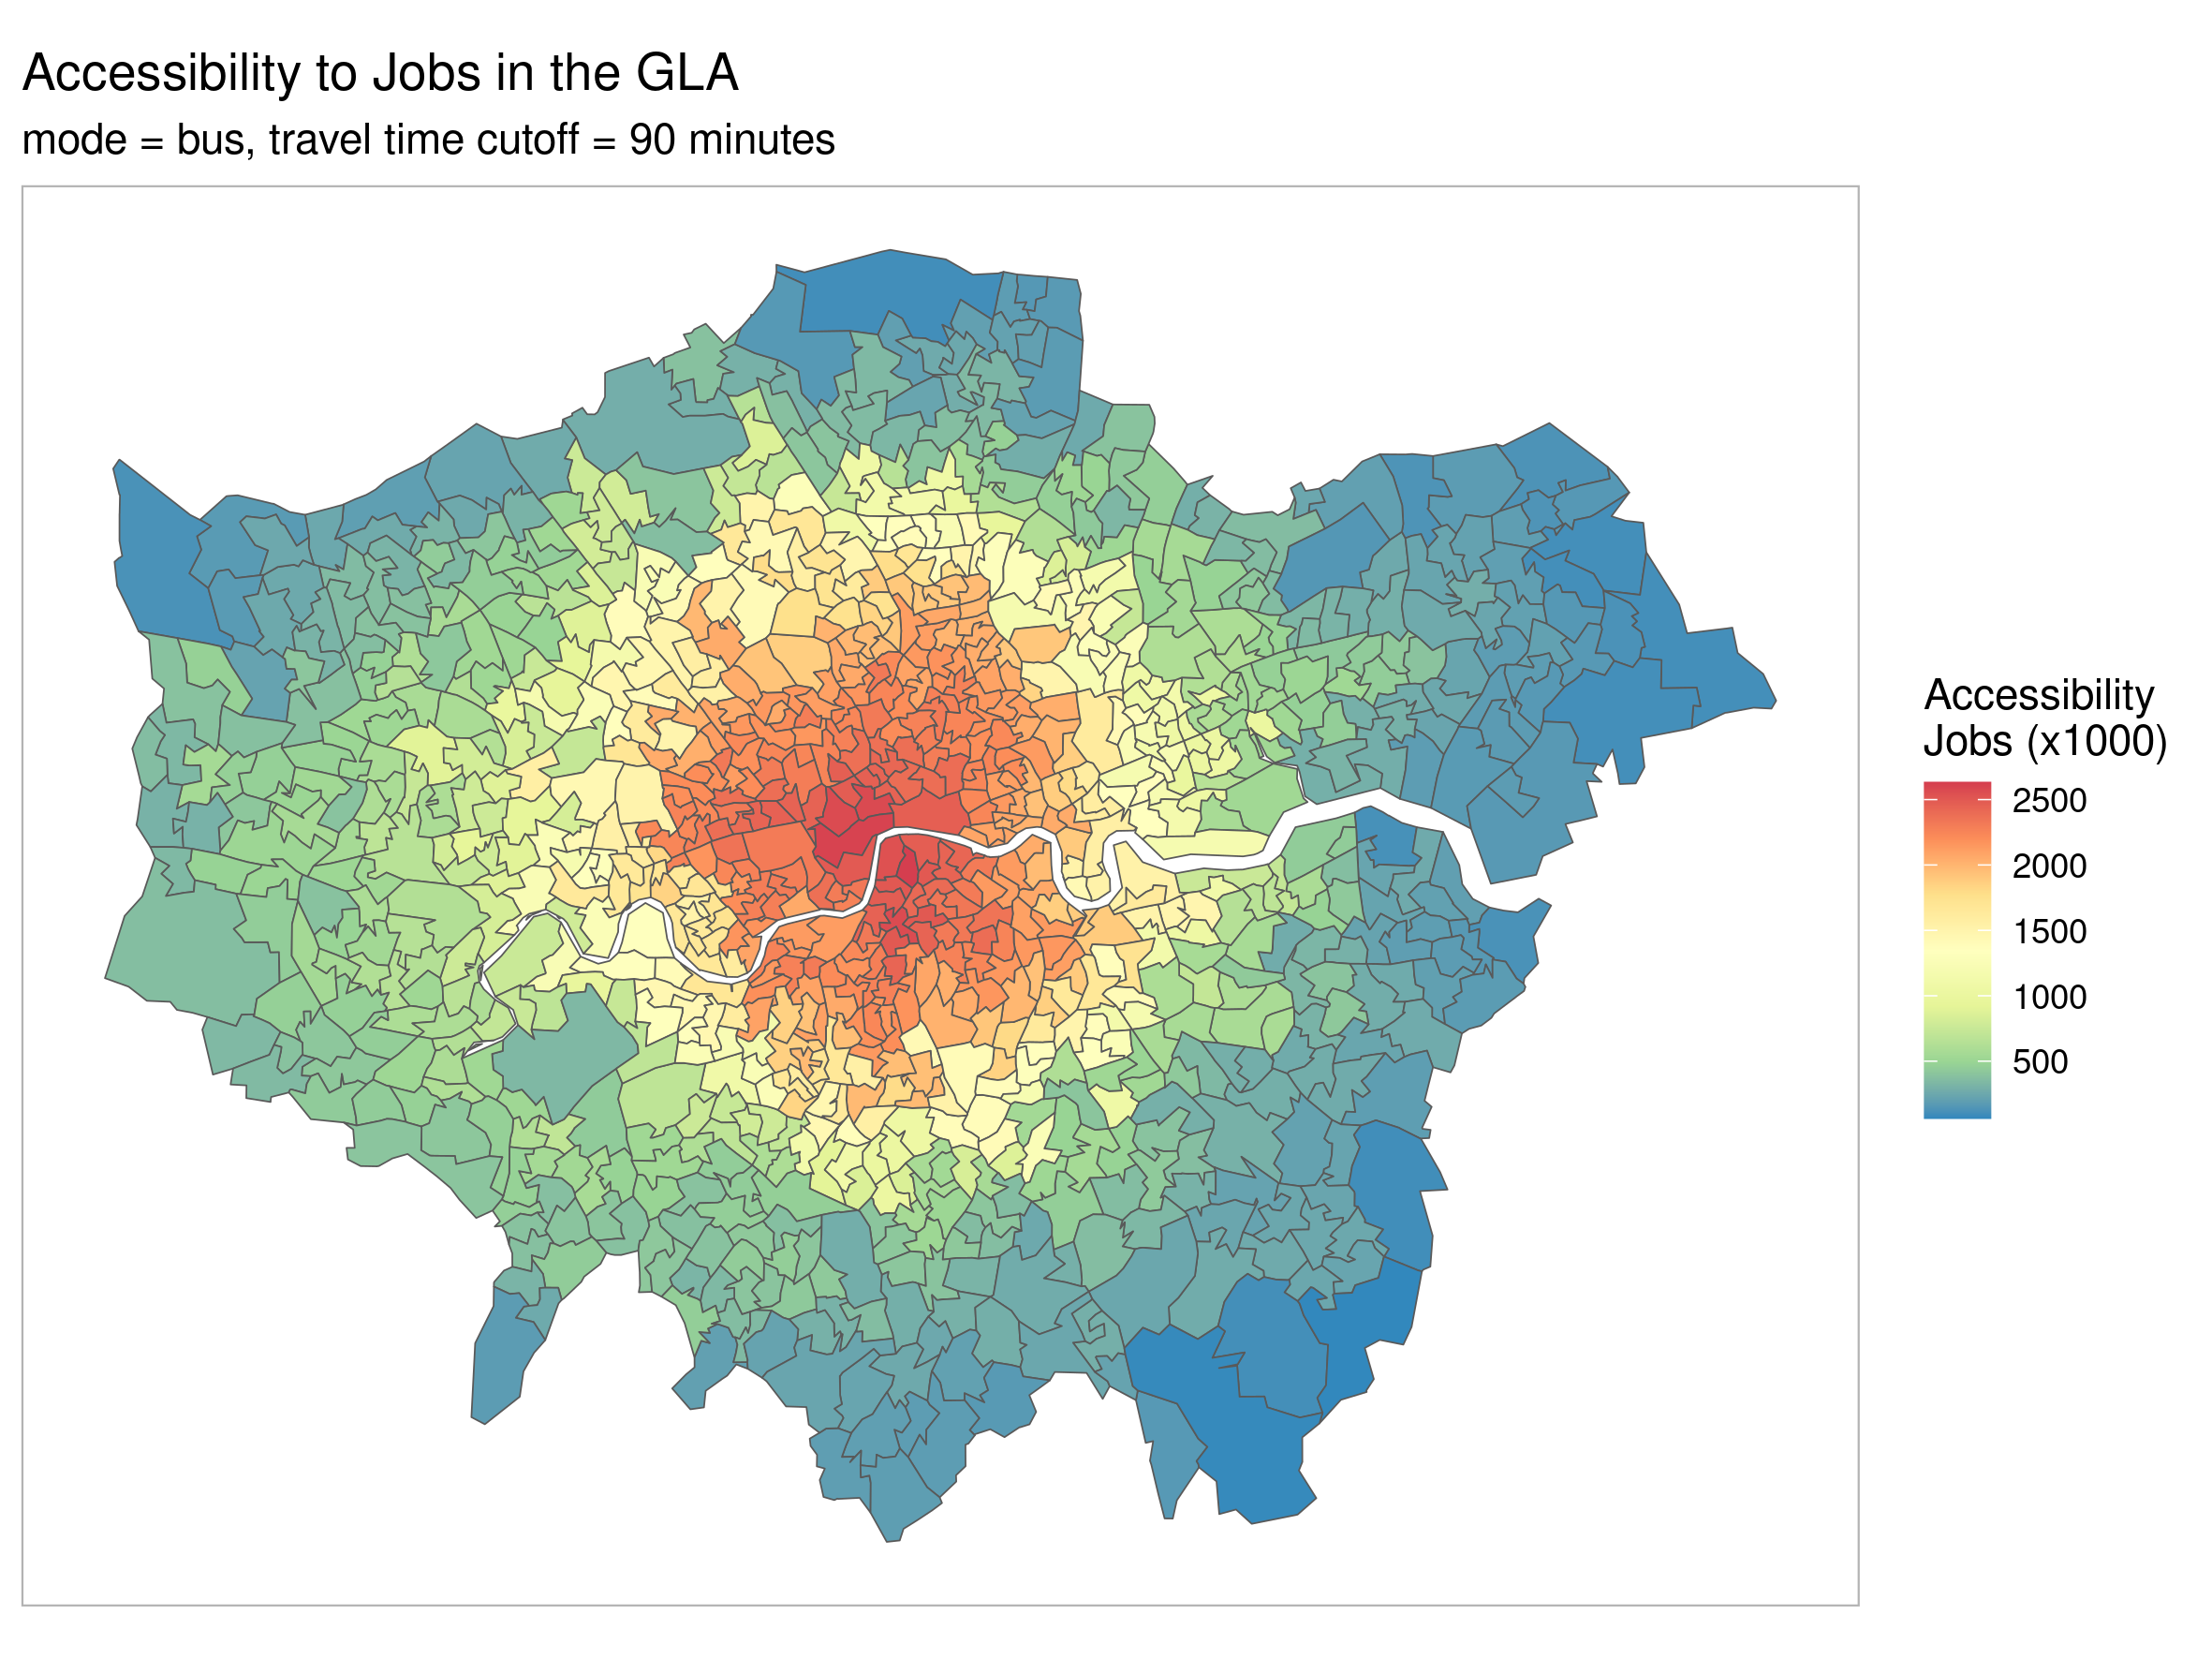 Accessibility to Jobs in the GLA
mode = bus, travel time cutoff = 90 minutes
Accessibility
Jobs (x1000)
2500
2000
1500
1000
500